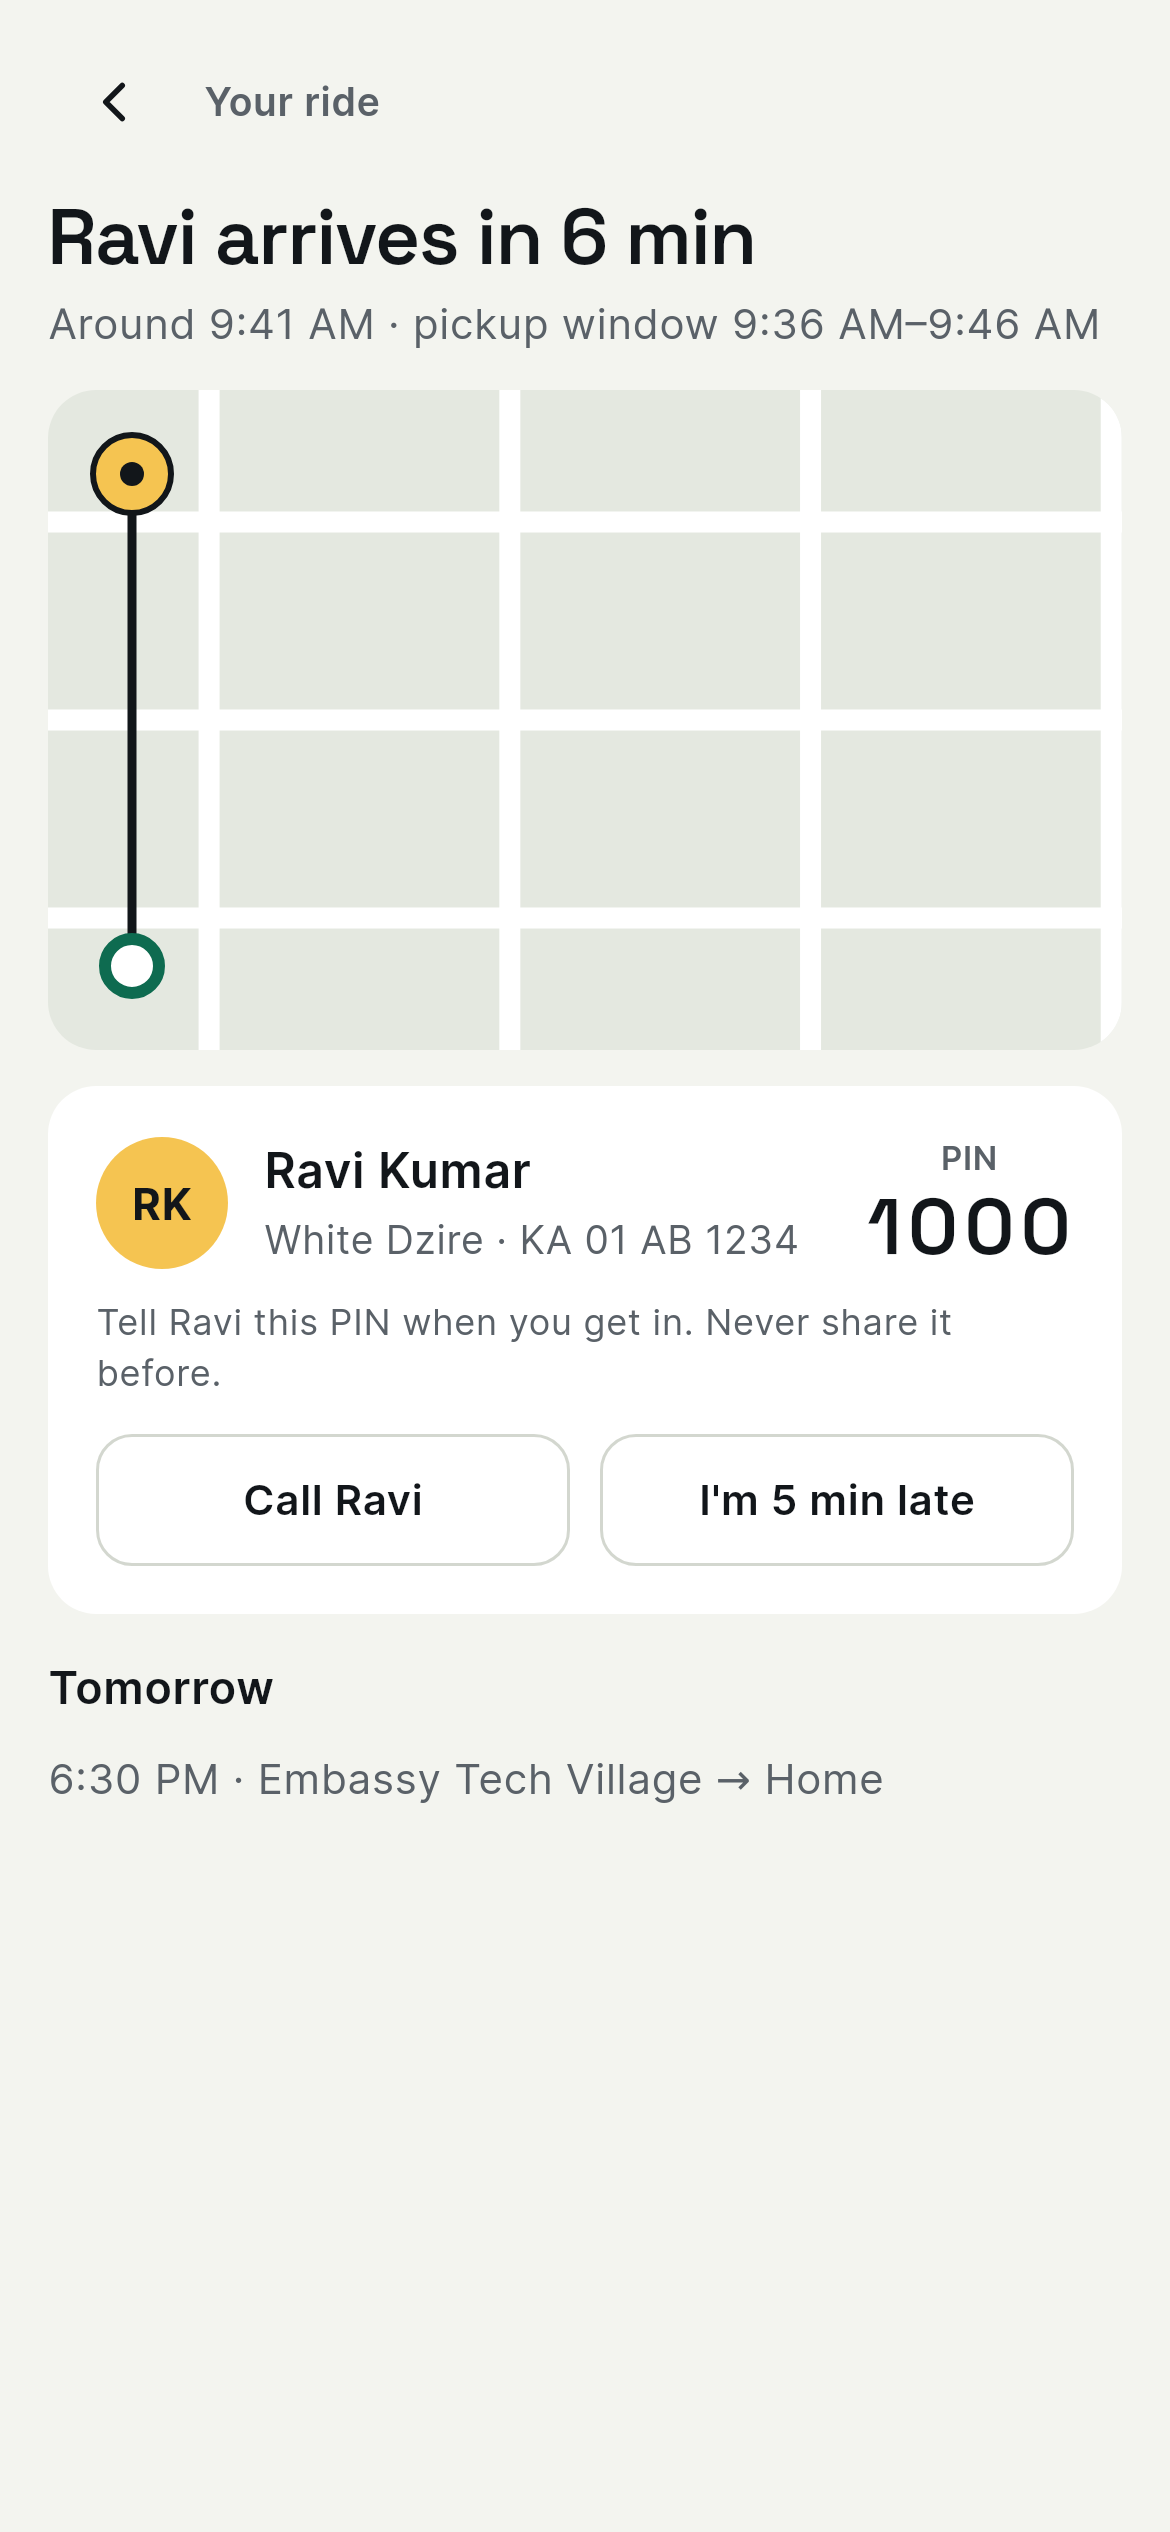 Your ride
Ravi arrives in 6 min
Around 9:41 AM · pickup window 9:36 AM–9:46 AM
RK
Ravi Kumar
White Dzire · KA 01 AB 1234
PIN
1000
Tell Ravi this PIN when you get in. Never share it
before.
Call Ravi
I'm 5 min late
Tomorrow
6:30 PM · Embassy Tech Village → Home